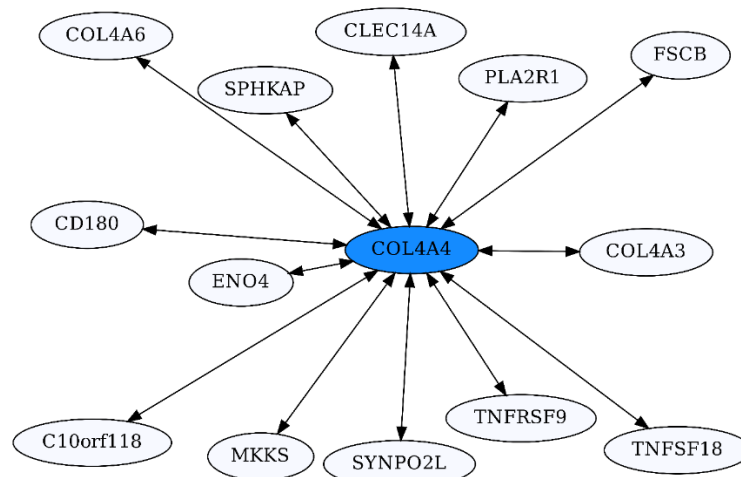 COL4A6
CLEC14A
FSCB
SPHKAP
PLA2R1
CD180
COL4A4
COL4A3
ENO4
C10orf118
MKKS
SYNPO2L
TNFRSF9
TNFSF18